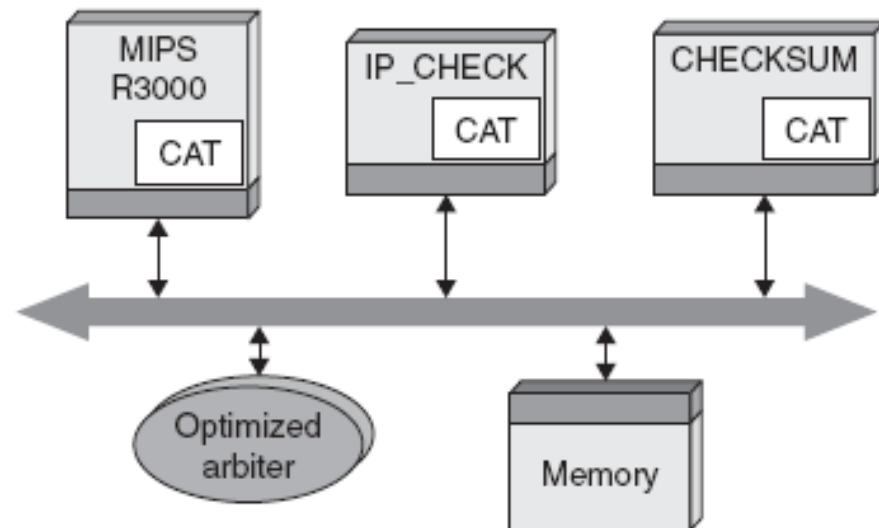 MIPS
R3000
CAT
IP_CHECK
CAT
CHECKSUM
CAT
Optimized
arbiter
Memory